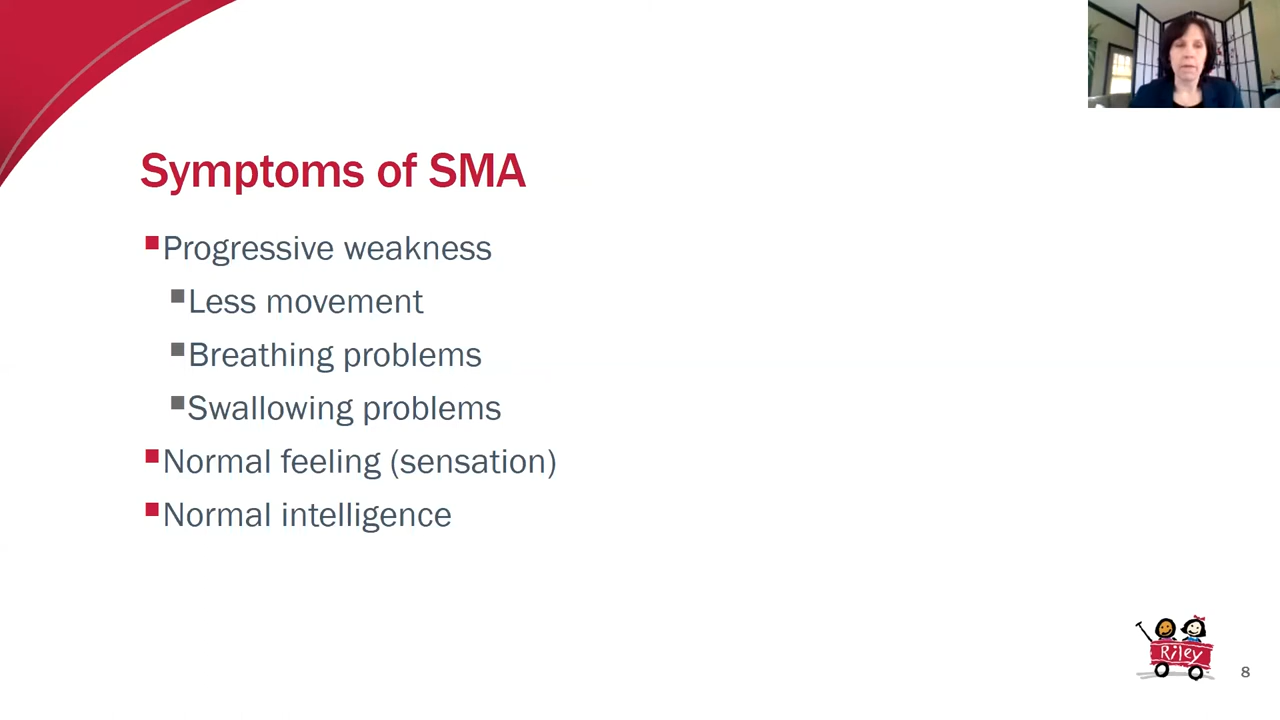 Symptoms of SMA
Progressive weakness
Less movement
Breathing problems
Swallowing problems
Normal feeling (sensation)
Normal intelligence
Riley
8